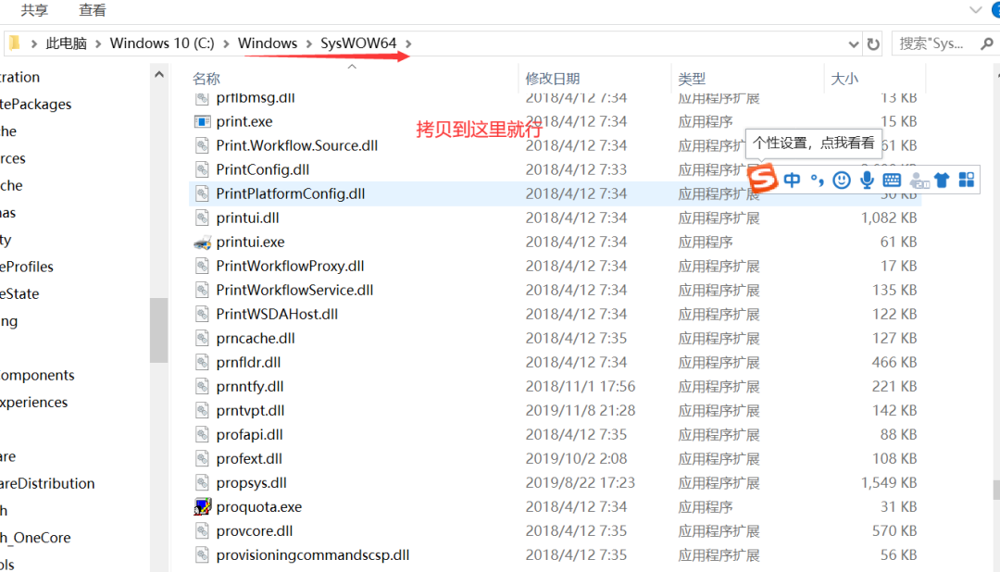 共享 查看
此电脑 Windows 10 (C:) Windows SysWOW64 搜索"Sys...
名称 修改日期 类型 大小
prflbmsg.dll 2018/4/12 7:34 应用程序扩展 13 KB
print.exe 2018/4/12 7:34 应用程序 15 KB
拷贝到这里就行
个性设置，点我看看
Print.Workflow.Source.dll 2018/4/12 7:34 应用程序扩 61 KB
PrintConfig.dll 2018/4/12 7:33 应用程序扩
中
PrintPlatformConfig.dll 2018/4/12 7:34 应用程序扩展 30 KB
printui.dll 2018/4/12 7:34 应用程序扩展 1,082 KB
printui.exe 2018/4/12 7:34 应用程序 61 KB
PrintWorkflowProxy.dll 2018/4/12 7:34 应用程序扩展 17 KB
PrintWorkflowService.dll 2018/4/12 7:34 应用程序扩展 135 KB
PrintWSDAHost.dll 2018/4/12 7:34 应用程序扩展 122 KB
prncache.dll 2018/4/12 7:35 应用程序扩展 127 KB
prnfldr.dll 2018/4/12 7:34 应用程序扩展 466 KB
prnntfy.dll 2018/11/1 17:56 应用程序扩展 221 KB
prntvpt.dll 2019/11/8 21:28 应用程序扩展 142 KB
profapi.dll 2018/4/12 7:35 应用程序扩展 88 KB
profext.dll 2019/10/2 2:08 应用程序扩展 108 KB
propsys.dll 2019/8/22 17:23 应用程序扩展 1,549 KB
proquota.exe 2018/4/12 7:34 应用程序 31 KB
provcore.dll 2018/4/12 7:35 应用程序扩展 570 KB
provisioningcommandscsp.dll 2018/4/12 7:35 应用程序扩展 56 KB
ration
tePackages
he
rces
che
as
ty
eProfiles
eState
ng
omponents
xperiences
are
areDistribution
h
h_OneCore
ols